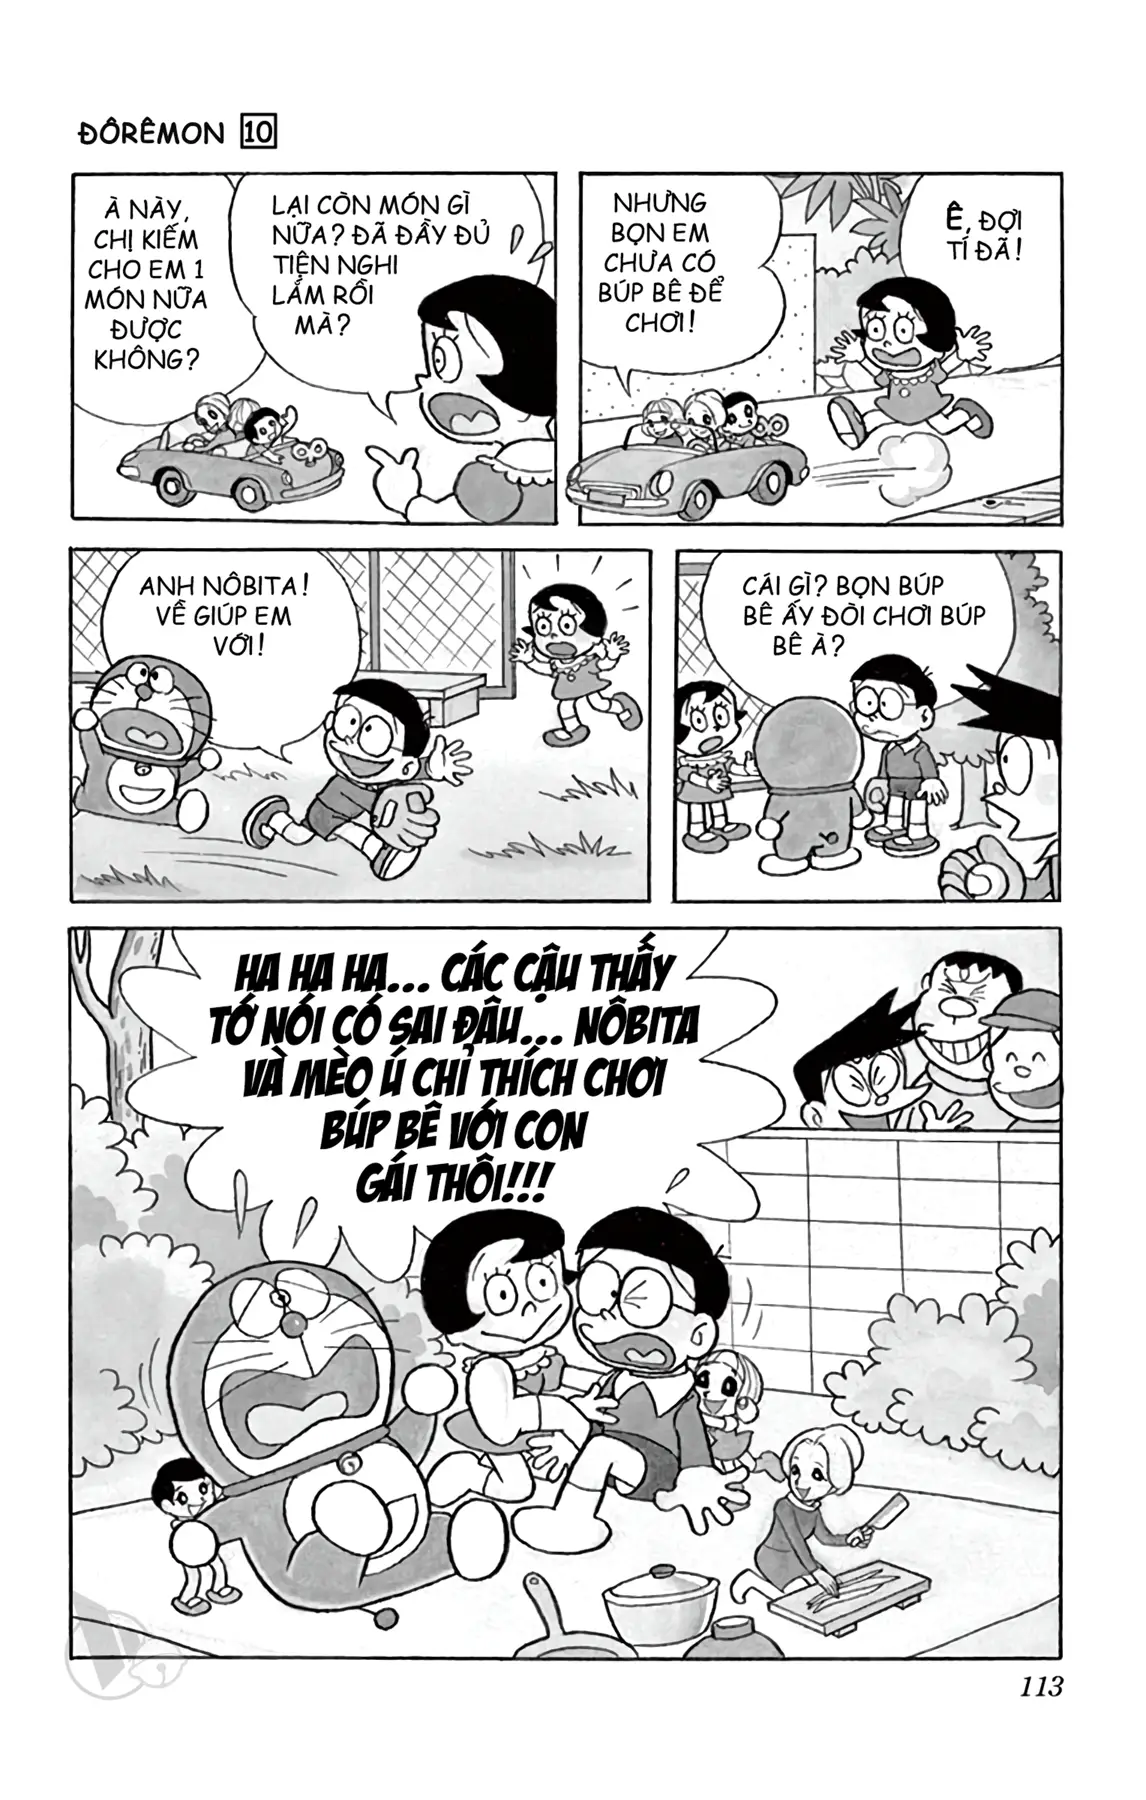 ĐÔRÊMON 10
À NÀY,
CHỊ KIẾM
CHO EM 1
MÓN NỮA
ĐƯỢC
KHÔNG?
LẠI CÒN MÓN GÌ
NỮA? ĐÃ ĐẦY ĐỦ
TIỆN NGHI
LẮM RỒI
MÀ?
NHƯNG
BỌN EM
CHƯA CÓ
BÚP BÊ ĐỂ
CHƠI!
Ê, ĐỢI
TÍ ĐÃ!
ANH NÔBITA!
VỀ GIÚP EM
VỚI!
CÁI GÌ? BỌN BÚP
BÊ ẤY ĐÒI CHƠI BÚP
BÊ À?
HA HA HA... CÁC CẬU THẤY
TỚ NÓI CÓ SAI ĐÂU... NÔBITA
VÀ MÈO Ú CHỈ THÍCH CHƠI
BÚP BÊ VỚI CON
GÁI THÔI!!!
113